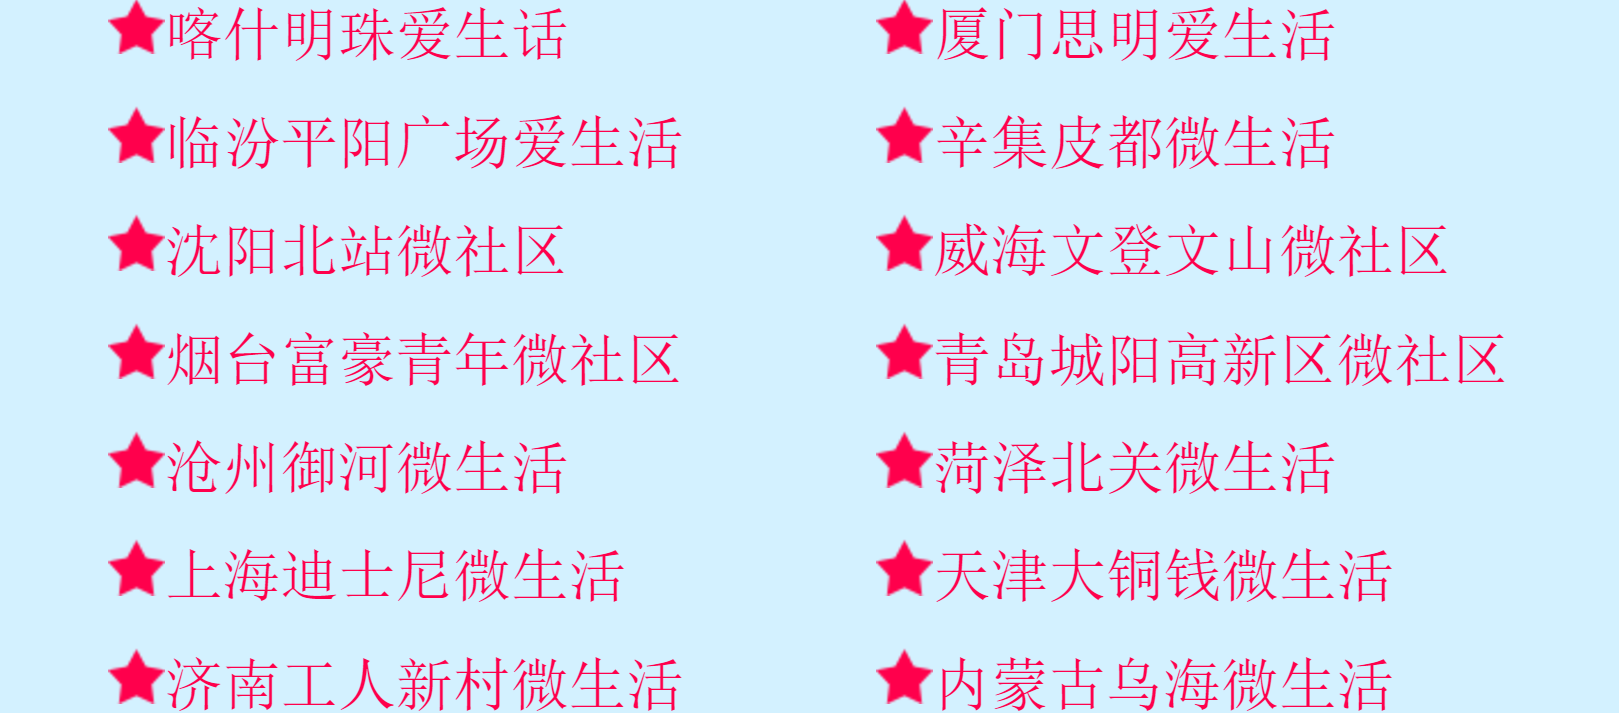 喀什明珠爱生话 厦门思明爱生活
临汾平阳广场爱生活 辛集皮都微生活
沈阳北站微社区 威海文登文山微社区
烟台富豪青年微社区 青岛城阳高新区微社区
沧州御河微生活 菏泽北关微生活
上海迪士尼微生活 天津大铜钱微生活
济南工人新村微生活 内蒙古乌海微生活